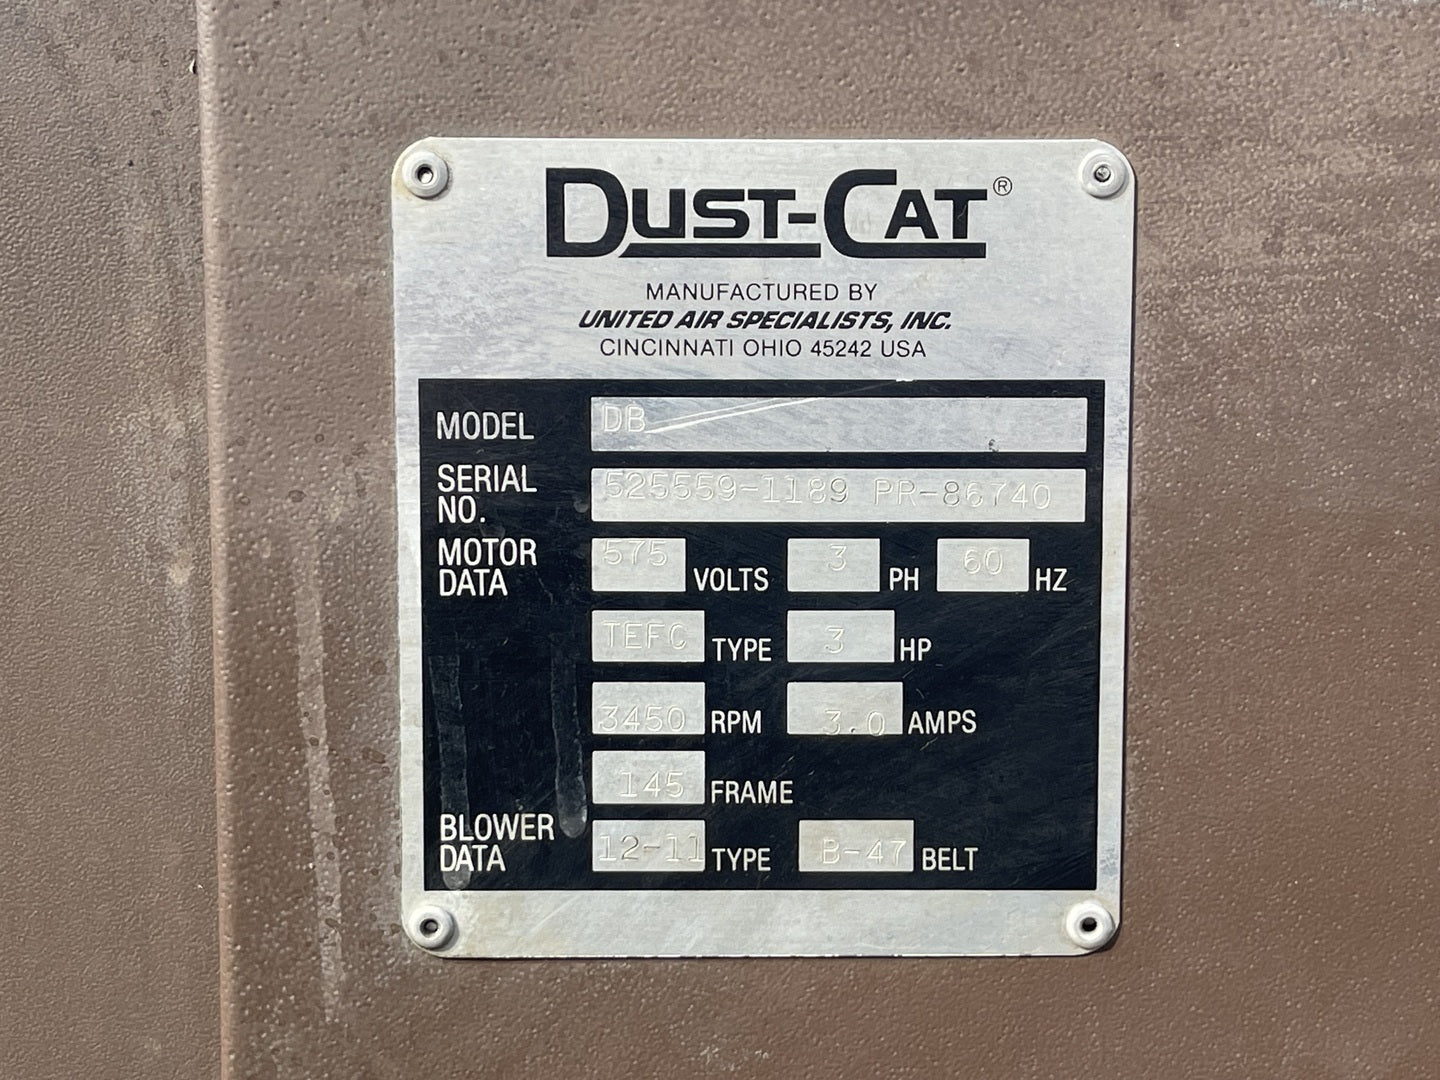 DUST-CAT®
MANUFACTURED BY
UNITED AIR SPECIALISTS, INC.
CINCINNATI OHIO 45242 USA
MODEL DB
SERIAL NO. 525559-1189 PR-86740
MOTOR DATA 575 VOLTS 3 PH 60 HZ
TEFC TYPE 3 HP
3450 RPM 3.0 AMPS
145 FRAME
BLOWER DATA 12-11 TYPE B-47 BELT